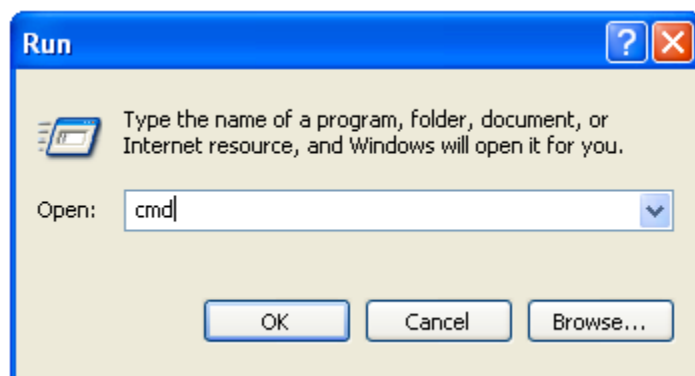 Run
Type the name of a program, folder, document, or
Internet resource, and Windows will open it for you.
Open: cmd
OK Cancel Browse...